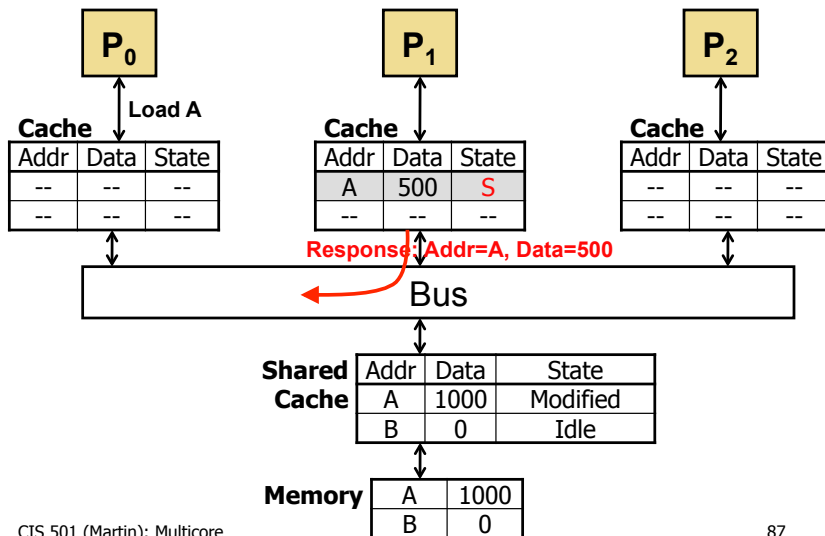 P0 P1 P2
Load A
Cache Cache Cache
Addr Data State Addr Data State Addr Data State
-- -- -- A 500 S -- -- --
-- -- -- -- -- -- -- -- --
Response: Addr=A, Data=500
Bus
Shared Addr Data State
Cache A 1000 Modified
B 0 Idle
Memory A 1000
B 0
CIS 501 (Martin): Multicore 87